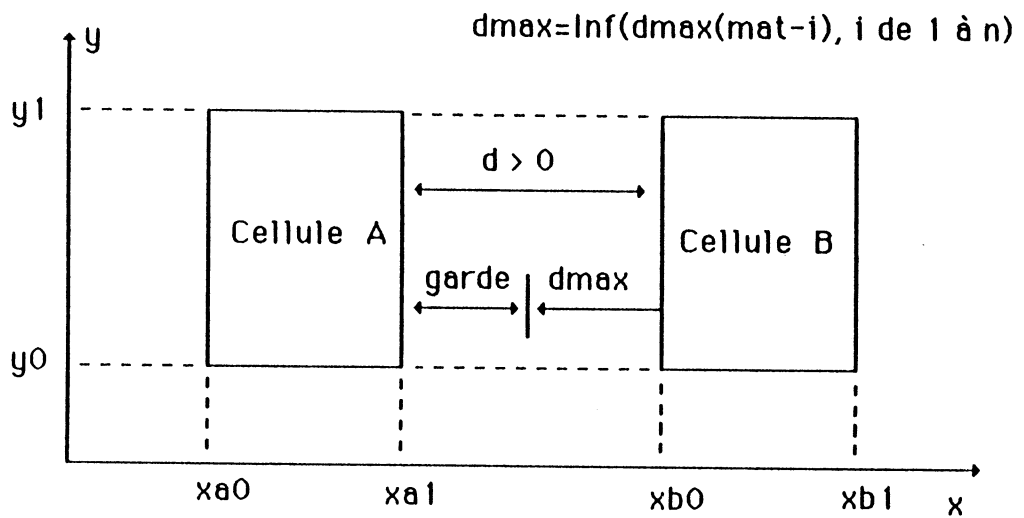 dmax=Inf(dmax(mat-i), i de 1 à n)
y
y1
d > 0
Cellule A
Cellule B
garde
dmax
y0
xa0
xa1
xb0
xb1
x